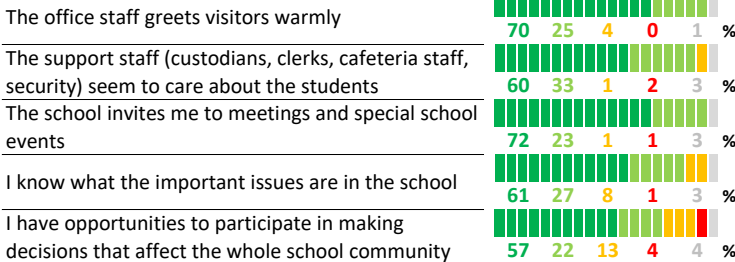 The office staff greets visitors warmly
70 25 4 0 1 %
The support staff (custodians, clerks, cafeteria staff,
security) seem to care about the students
60 33 1 2 3 %
The school invites me to meetings and special school
events
72 23 1 1 3 %
I know what the important issues are in the school
61 27 8 1 3 %
I have opportunities to participate in making
decisions that affect the whole school community
57 22 13 4 4 %